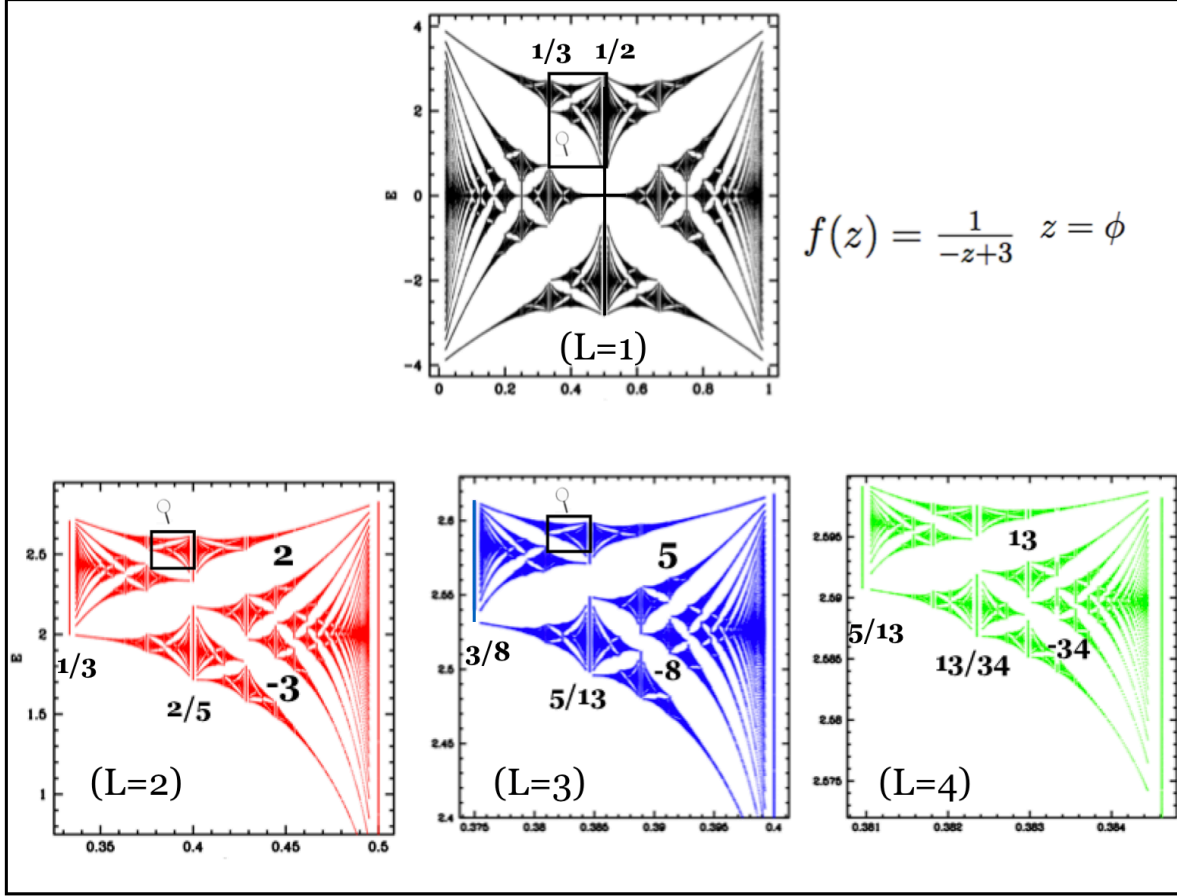 4
2
0
-2
-4
E
1/3 1/2
(L=1)
0 0.2 0.4 0.6 0.8 1
f(z) = 1/(-z+3) z = ϕ
2.5
2
1.5
1
E
2
-3
1/3
2/5
(L=2)
0.35 0.4 0.45 0.5
2.6
2.55
2.5
2.45
2.4
5
-8
3/8
5/13
(L=3)
0.375 0.38 0.385 0.39 0.395 0.4
2.595
2.59
2.585
2.58
2.575
13
-34
5/13
13/34
(L=4)
0.381 0.382 0.383 0.384